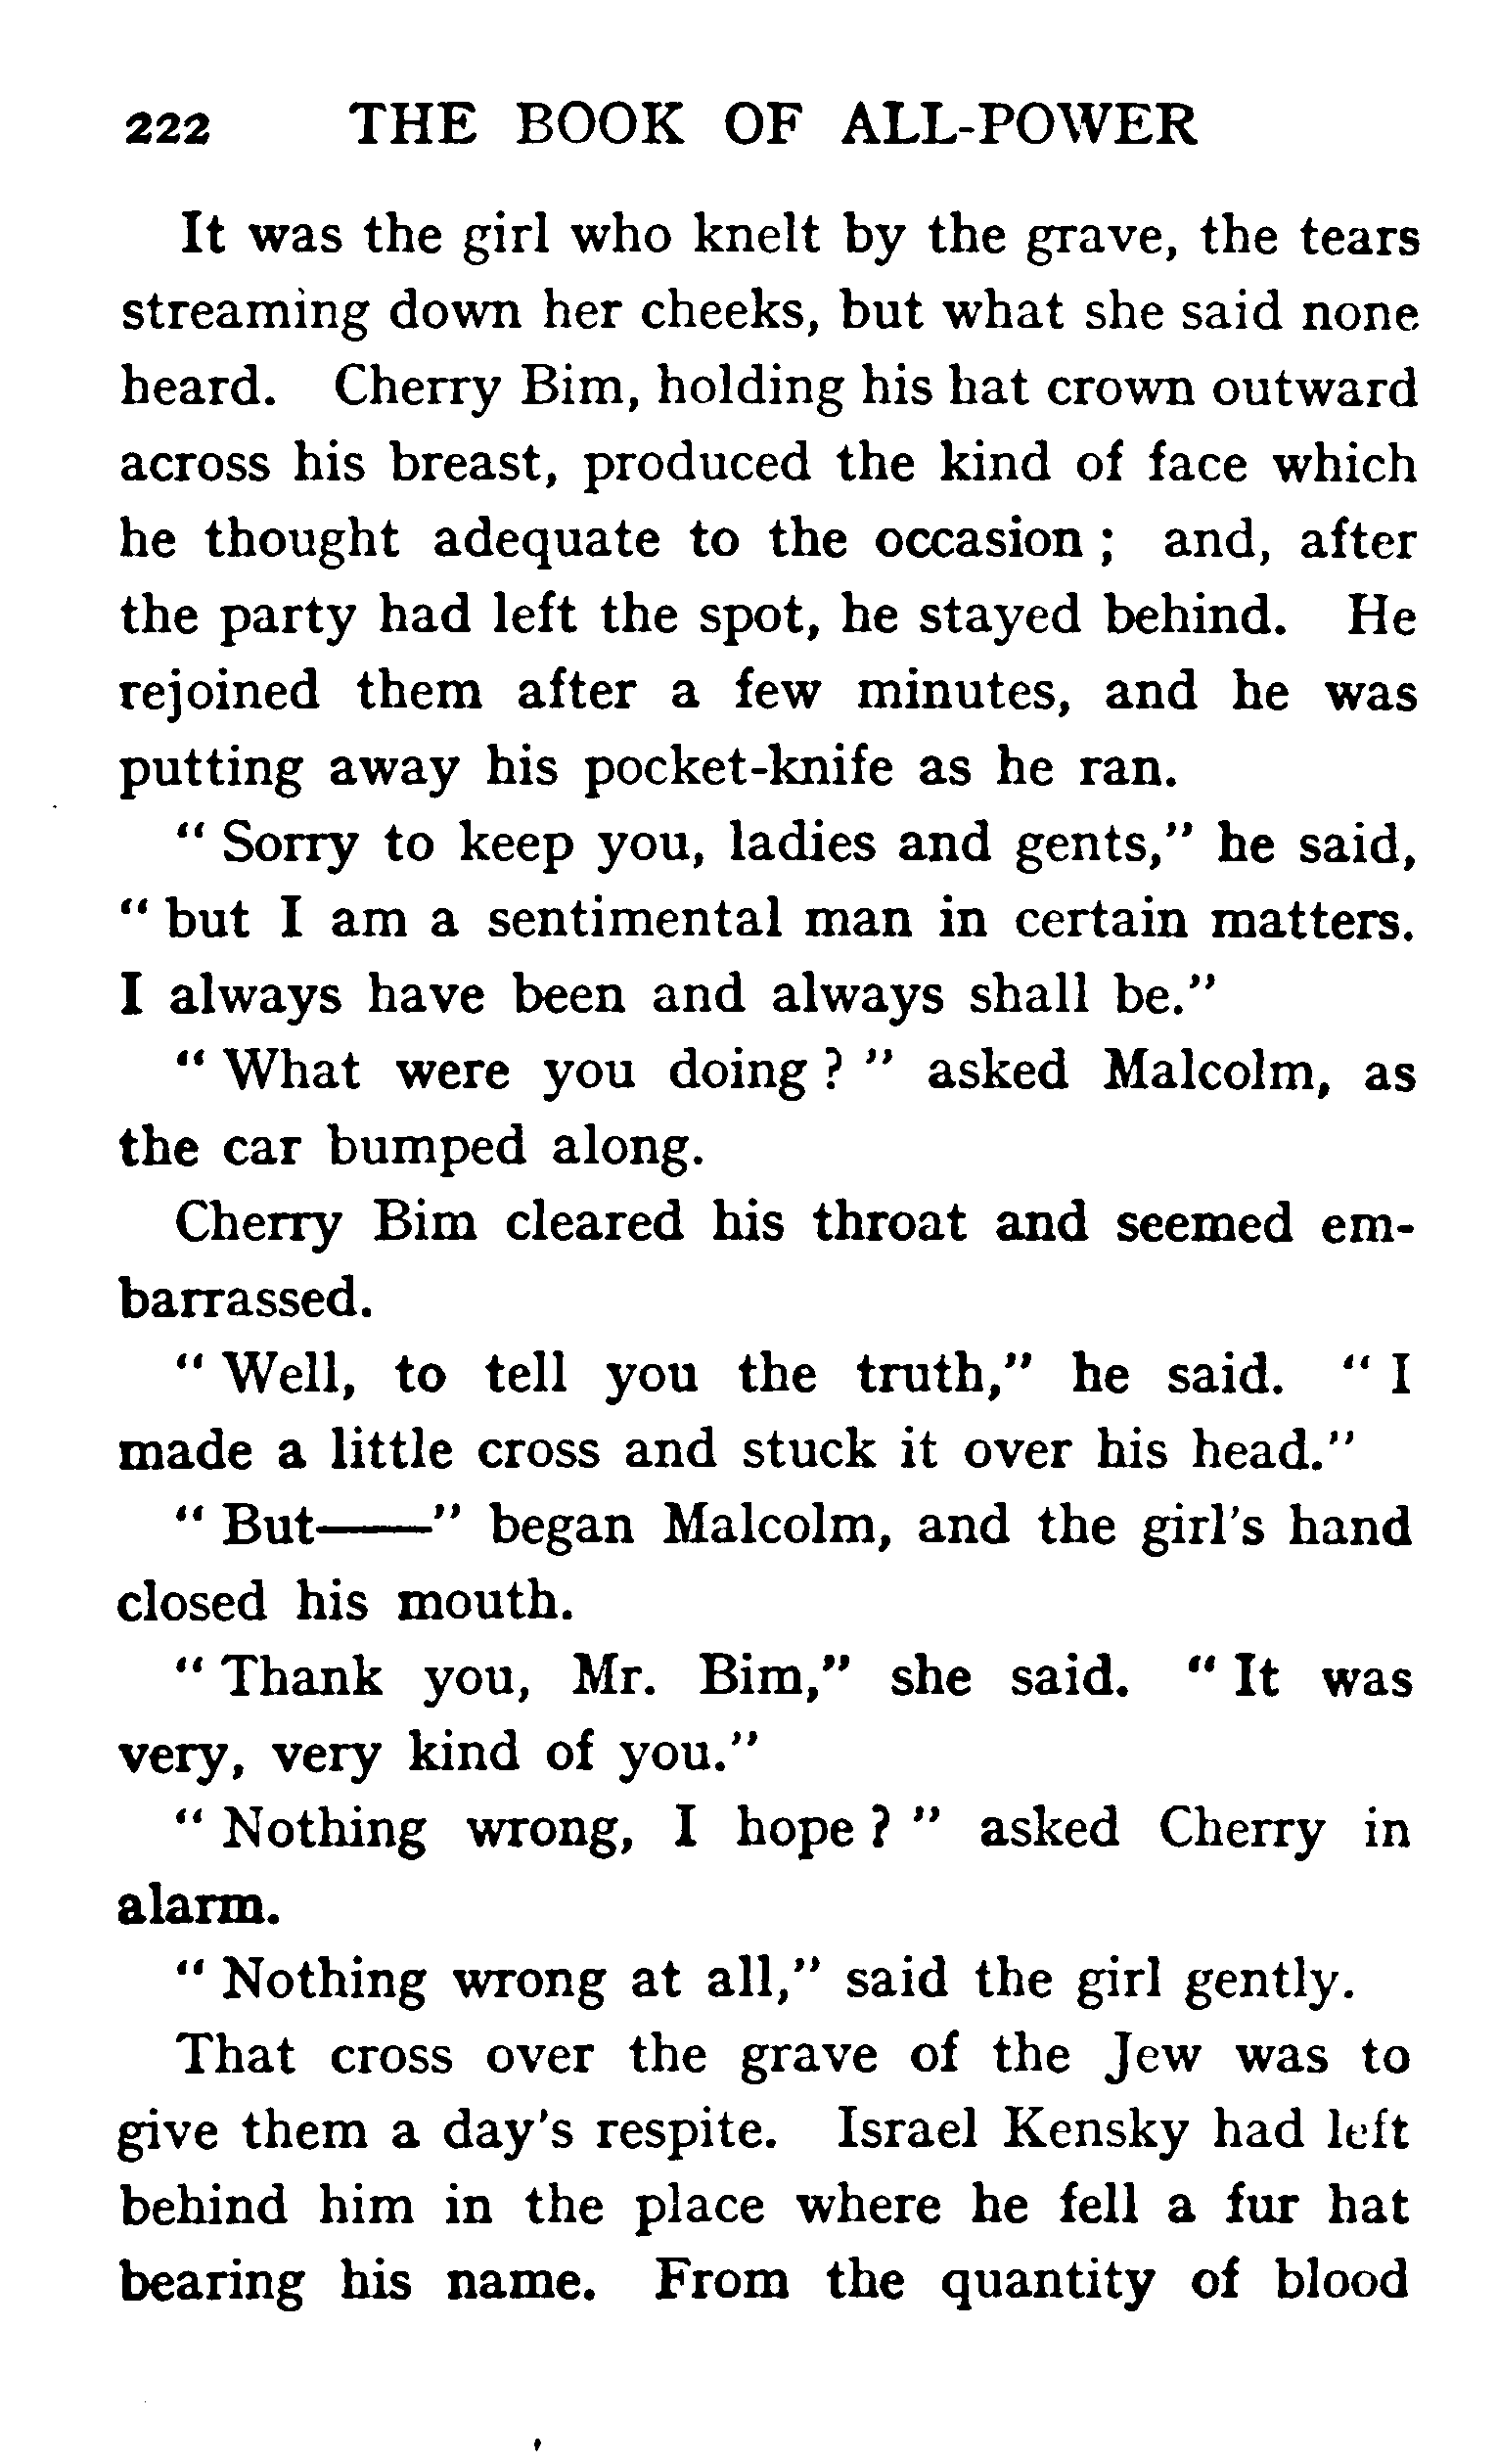 222 THE BOOK OF ALL-POWER
It was the girl who knelt by the grave, the tears
streaming down her cheeks, but what she said none
heard. Cherry Bim, holding his hat crown outward
across his breast, produced the kind of face which
he thought adequate to the occasion ; and, after
the party had left the spot, he stayed behind. He
rejoined them after a few minutes, and he was
putting away his pocket-knife as he ran.
" Sorry to keep you, ladies and gents," he said,
" but I am a sentimental man in certain matters.
I always have been and always shall be."
" What were you doing ? " asked Malcolm, as
the car bumped along.
Cherry Bim cleared his throat and seemed em-
barrassed.
" Well, to tell you the truth," he said. " I
made a little cross and stuck it over his head."
" But——" began Malcolm, and the girl's hand
closed his mouth.
" Thank you, Mr. Bim," she said. " It was
very, very kind of you."
" Nothing wrong, I hope ? " asked Cherry in
alarm.
" Nothing wrong at all," said the girl gently.
That cross over the grave of the Jew was to
give them a day's respite. Israel Kensky had left
behind him in the place where he fell a fur hat
bearing his name. From the quantity of blood